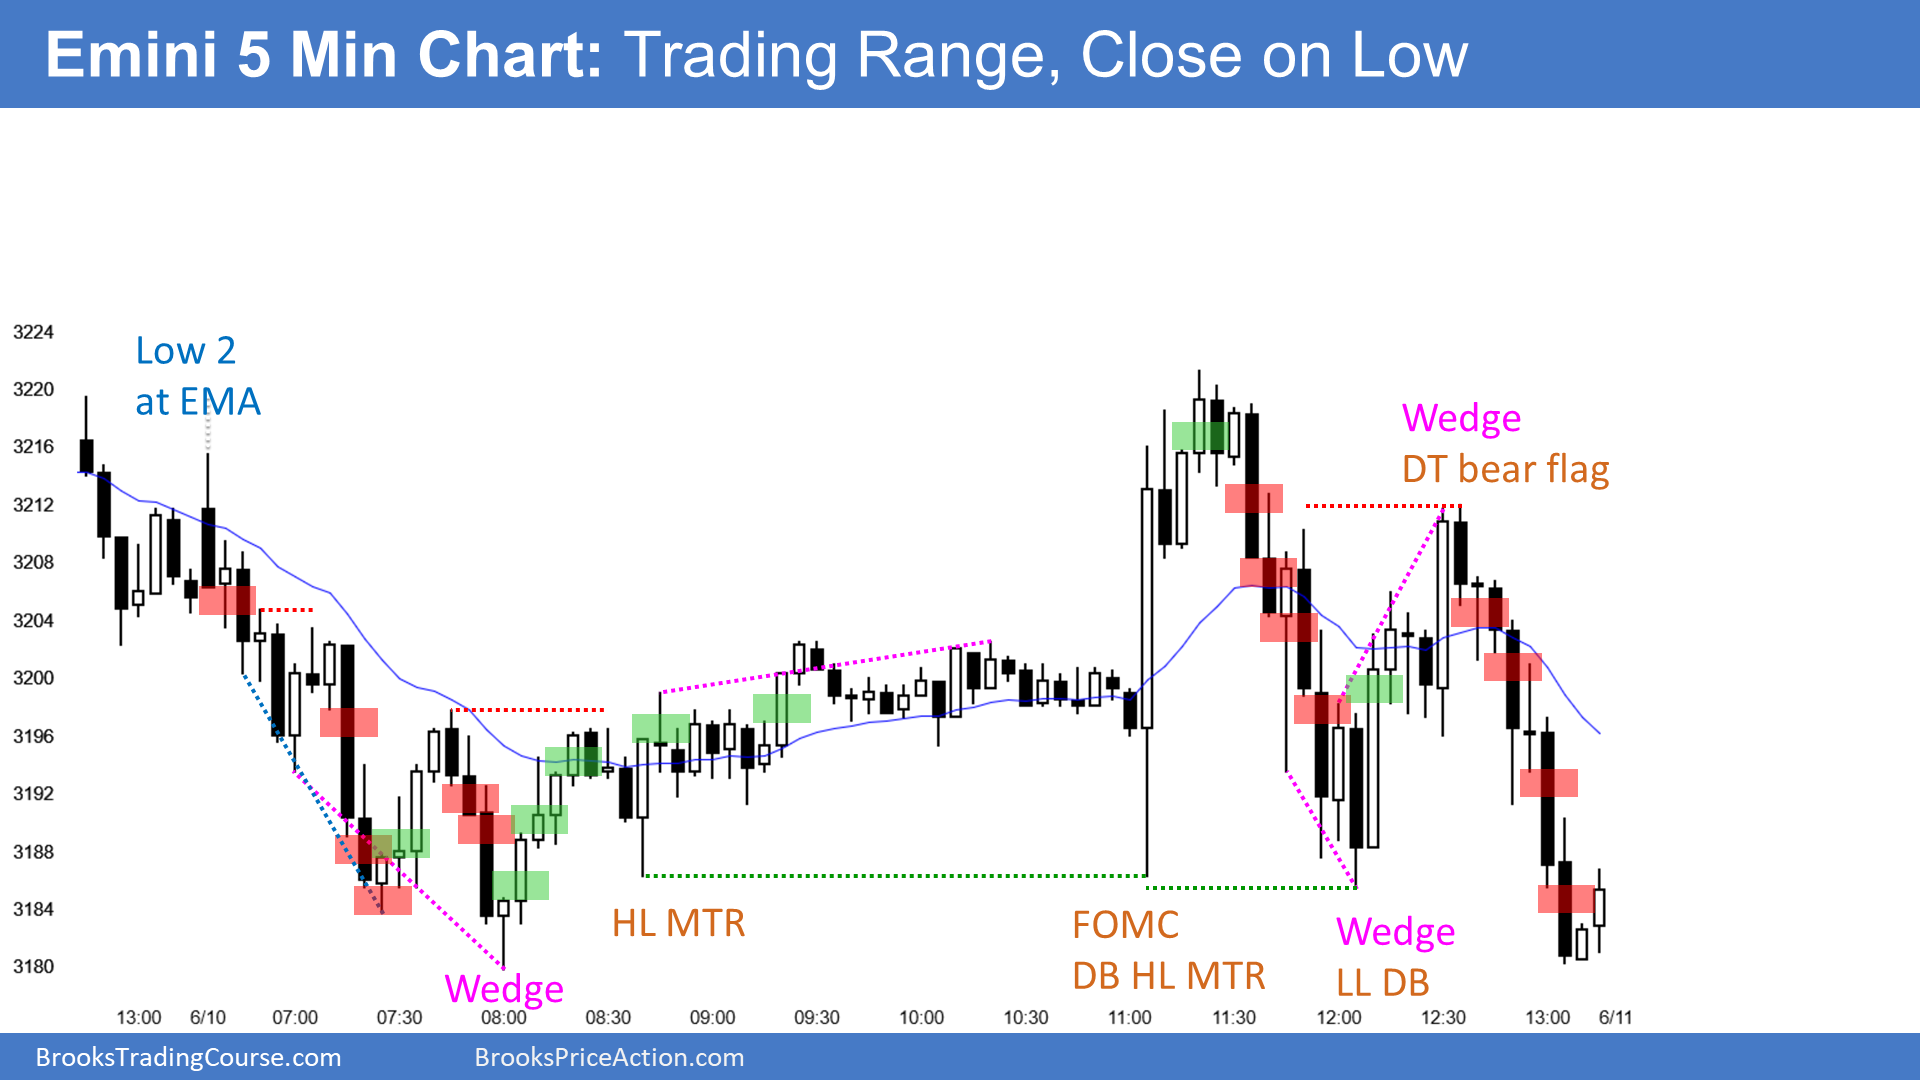 Emini 5 Min Chart: Trading Range, Close on Low
3224
3220
3216
3212
3208
3204
3200
3196
3192
3188
3184
3180
Low 2
at EMA
Wedge
HL MTR
FOMC
DB HL MTR
Wedge
LL DB
Wedge
DT bear flag
13:00 6/10 07:00 07:30 08:00 08:30 09:00 09:30 10:00 10:30 11:00 11:30 12:00 12:30 13:00 6/11
BrooksTradingCourse.com BrooksPriceAction.com